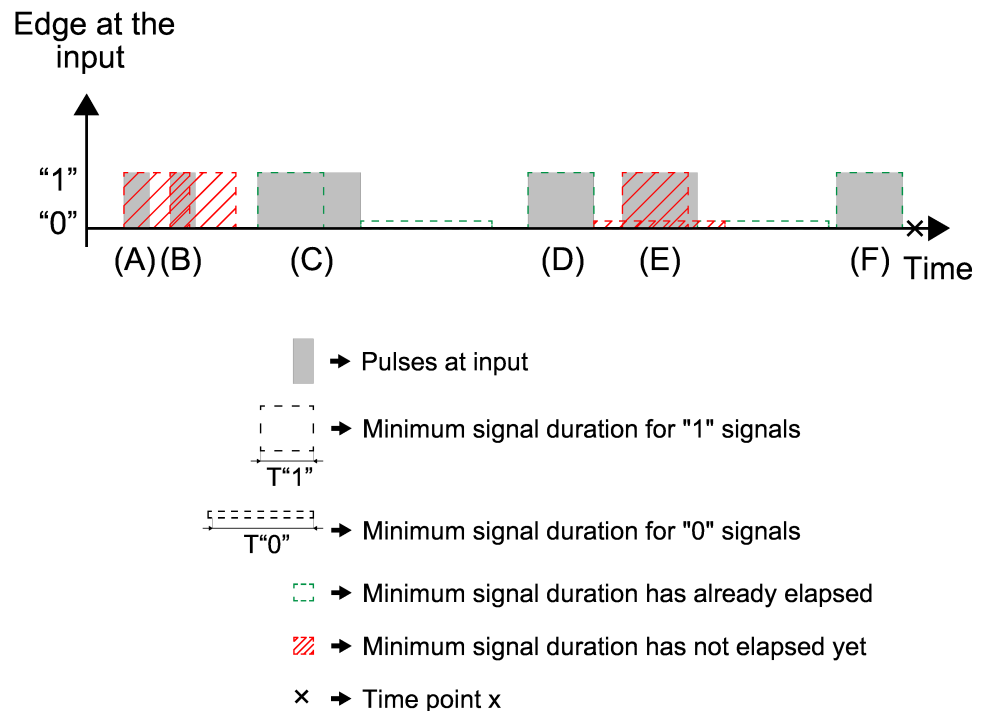 Edge at the
input
“1”
“0”
(A) (B) (C) (D) (E) (F)
Time
Pulses at input
Minimum signal duration for "1" signals
T“1”
Minimum signal duration for "0" signals
T“0”
Minimum signal duration has already elapsed
Minimum signal duration has not elapsed yet
Time point x